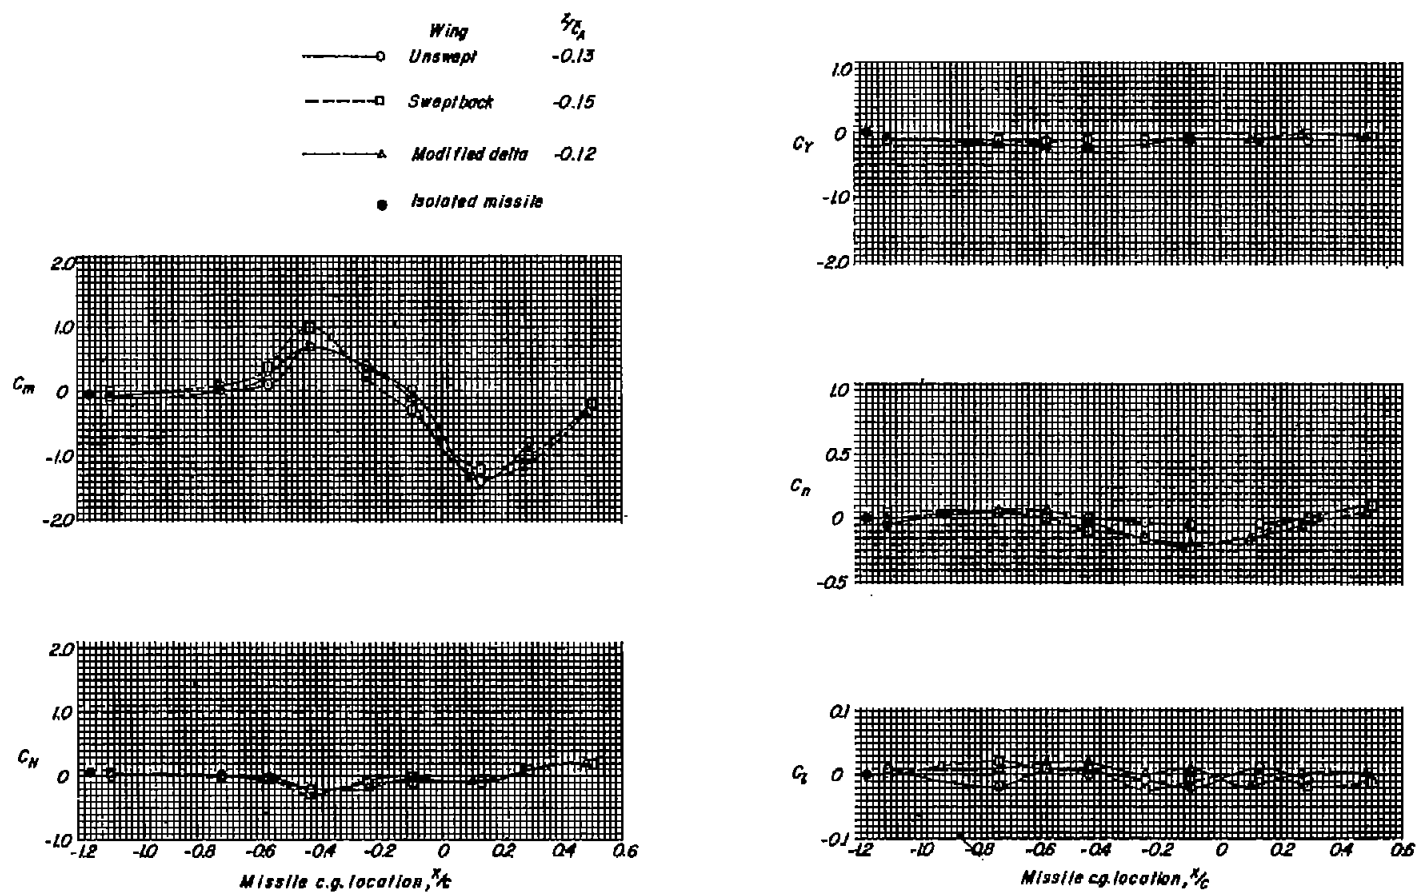 Wing z/c_A
Unswept -0.13
Sweptback -0.15
Modified delta -0.12
Isolated missile
2.0
1.0
C_m 0
-1.0
-2.0
2.0
1.0
C_N 0
-1.0
-1.2 -1.0 -0.8 -0.6 -0.4 -0.2 0 0.2 0.4 0.6
Missile c.g. location, x/c
1.0
C_Y 0
-1.0
-2.0
1.0
0.5
C_n 0
-0.5
0.1
C_l 0
-0.1
-1.2 -1.0 -0.8 -0.6 -0.4 -0.2 0 0.2 0.4 0.6
Missile c.g. location, x/c